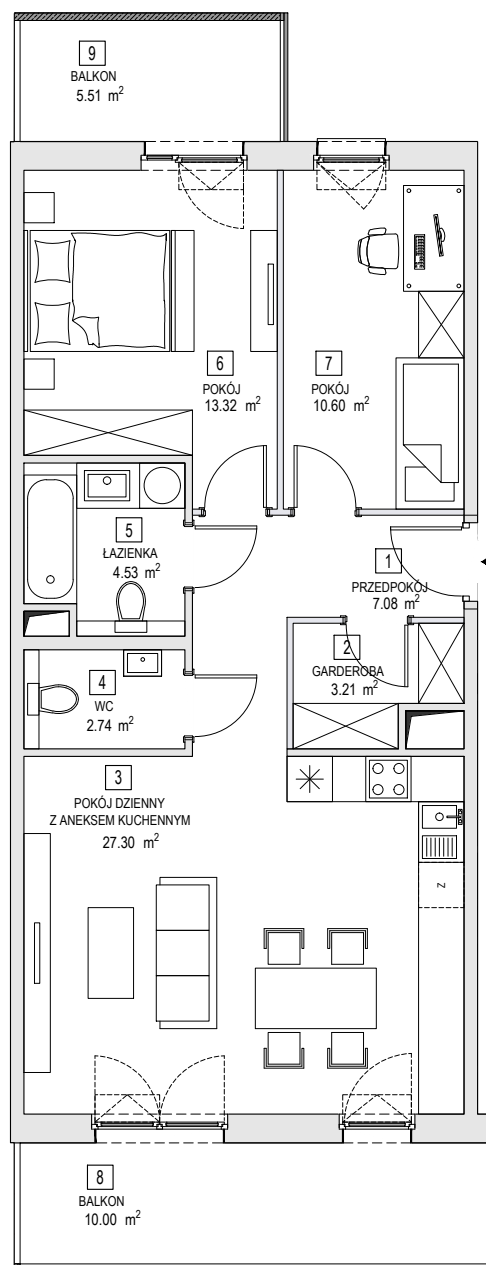 9
BALKON
5.51 m²
6
POKÓJ
13.32 m²
7
POKÓJ
10.60 m²
5
ŁAZIENKA
4.53 m²
1
PRZEDPOKÓJ
7.08 m²
2
GARDEROBA
3.21 m²
4
WC
2.74 m²
3
POKÓJ DZIENNY
Z ANEKSEM KUCHENNYM
27.30 m²
Z
8
BALKON
10.00 m²